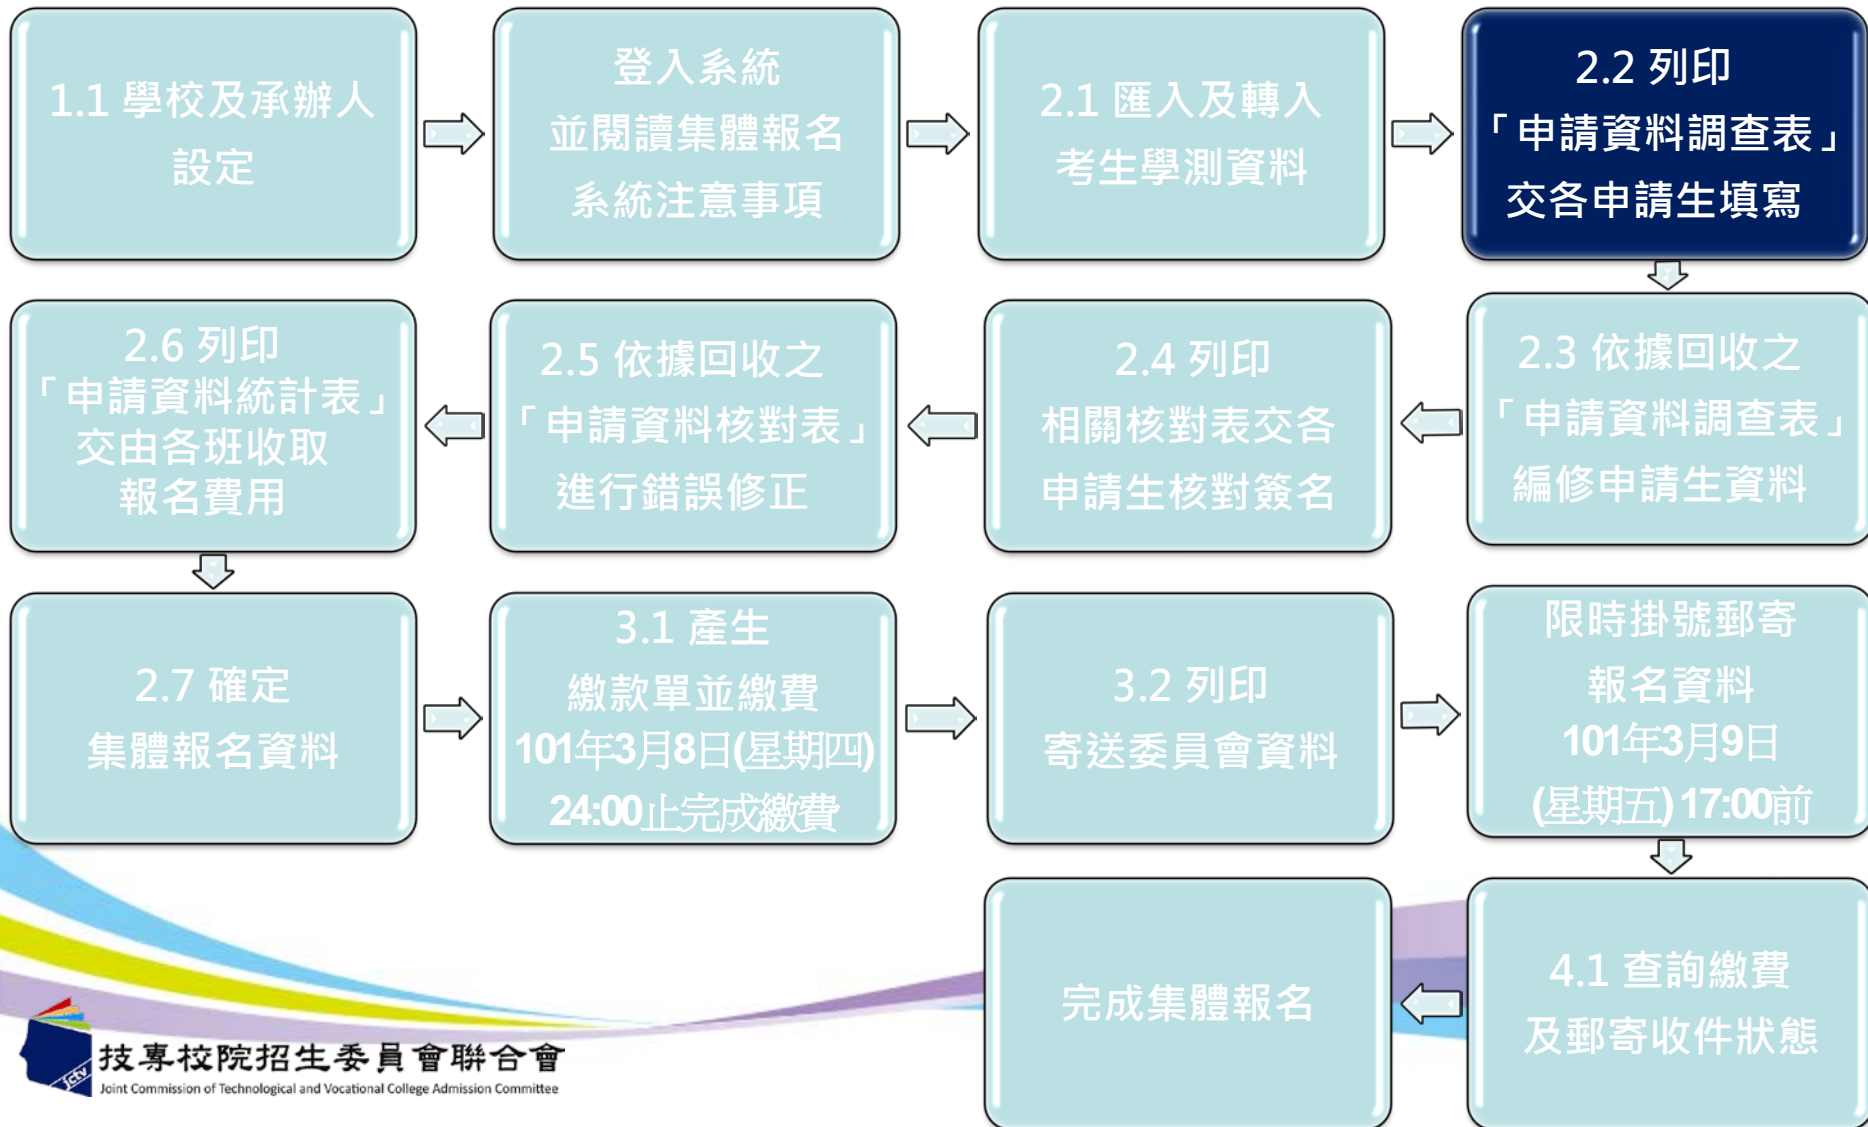 1.1 學校及承辦人
設定
登入系統
並閱讀集體報名
系統注意事項
2.1 匯入及轉入
考生學測資料
2.2 列印
「申請資料調查表」
交各申請生填寫
2.3 依據回收之
「申請資料調查表」
編修申請生資料
2.4 列印
相關核對表交各
申請生核對簽名
2.5 依據回收之
「申請資料核對表」
進行錯誤修正
2.6 列印
「申請資料統計表」
交由各班收取
報名費用
2.7 確定
集體報名資料
3.1 產生
繳款單並繳費
101年3月8日(星期四)
24:00止完成繳費
3.2 列印
寄送委員會資料
限時掛號郵寄
報名資料
101年3月9日
(星期五) 17:00前
4.1 查詢繳費
及郵寄收件狀態
完成集體報名
jctv
技專校院招生委員會聯合會
Joint Commission of Technological and Vocational College Admission Committee